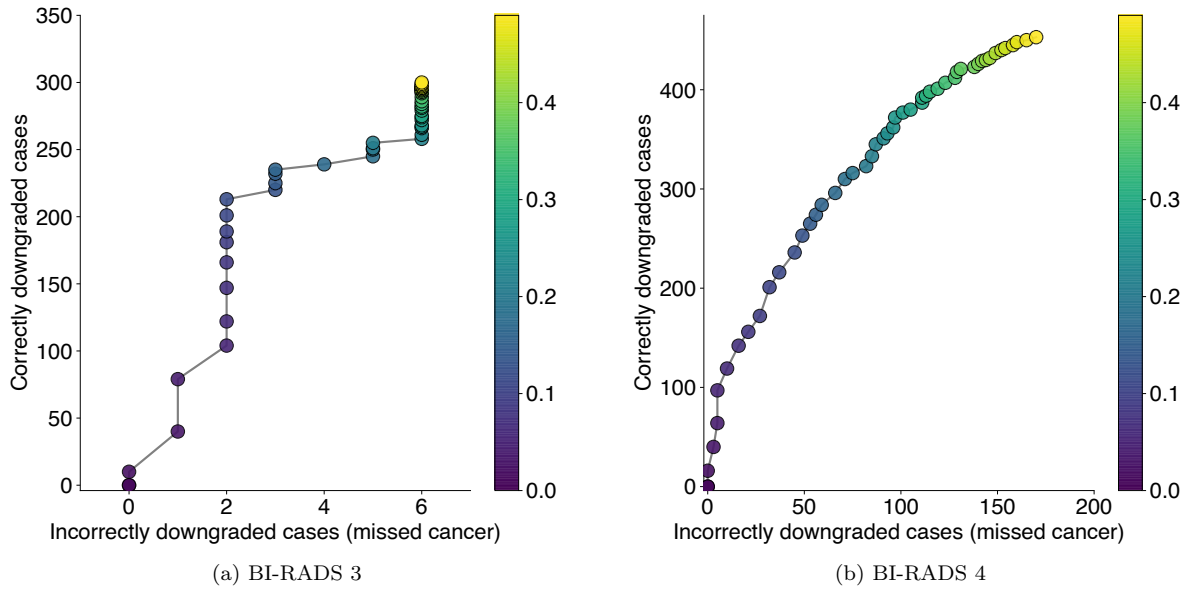 350
300
250
200
150
100
50
0
Correctly downgraded cases
0 2 4 6
Incorrectly downgraded cases (missed cancer)
0.4
0.3
0.2
0.1
0.0
(a) BI-RADS 3
400
300
200
100
0
Correctly downgraded cases
0 50 100 150 200
Incorrectly downgraded cases (missed cancer)
0.4
0.3
0.2
0.1
0.0
(b) BI-RADS 4